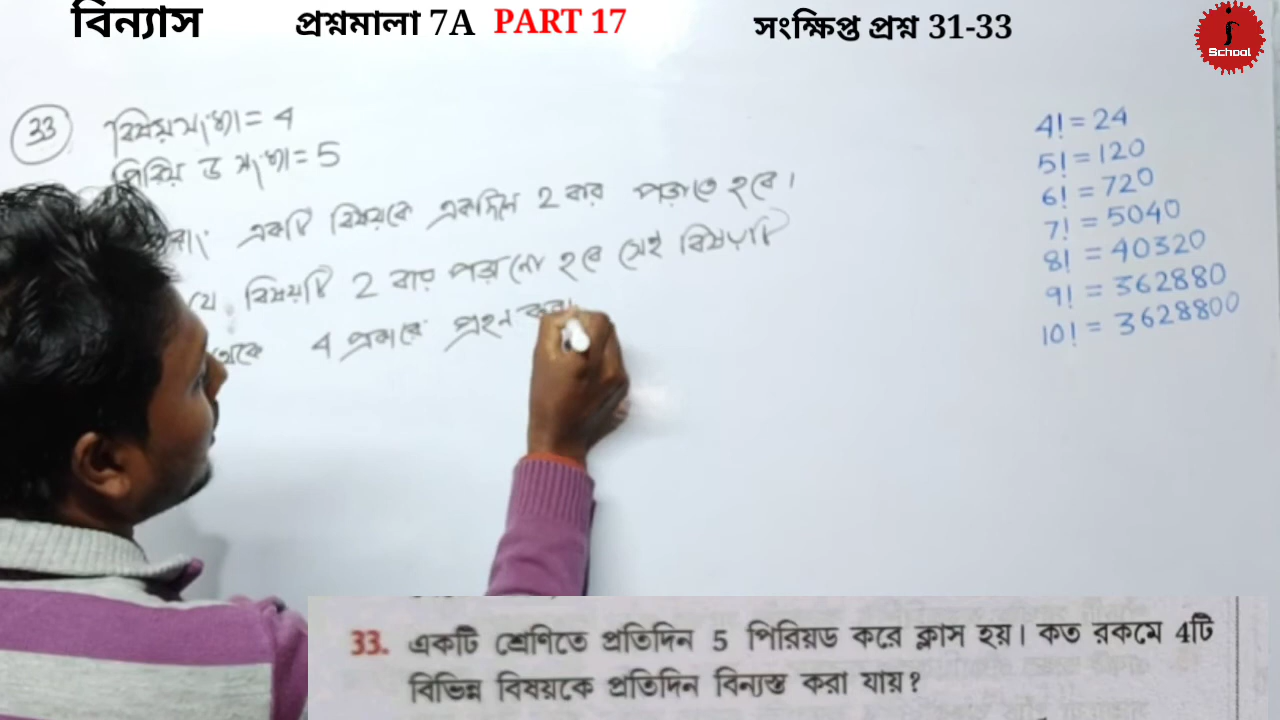 বিন্যাস প্রশ্নমালা 7A PART 17 সংক্ষিপ্ত প্রশ্ন 31-33
School
33 বিষয়সংখ্যা = 4
পিরিয়ড সংখ্যা = 5
একটি বিষয়কে একদিনে 2 বার পড়াতে হবে।
যে বিষয়টি 2 বার পড়ানো হবে সেই বিষয়টি
থেকে 4 প্রকারে গ্রহন করা
4! = 24
5! = 120
6! = 720
7! = 5040
8! = 40320
9! = 362880
10! = 3628800
33. একটি শ্রেণিতে প্রতিদিন 5 পিরিয়ড করে ক্লাস হয়। কত রকমে 4টি
বিভিন্ন বিষয়কে প্রতিদিন বিন্যস্ত করা যায়?